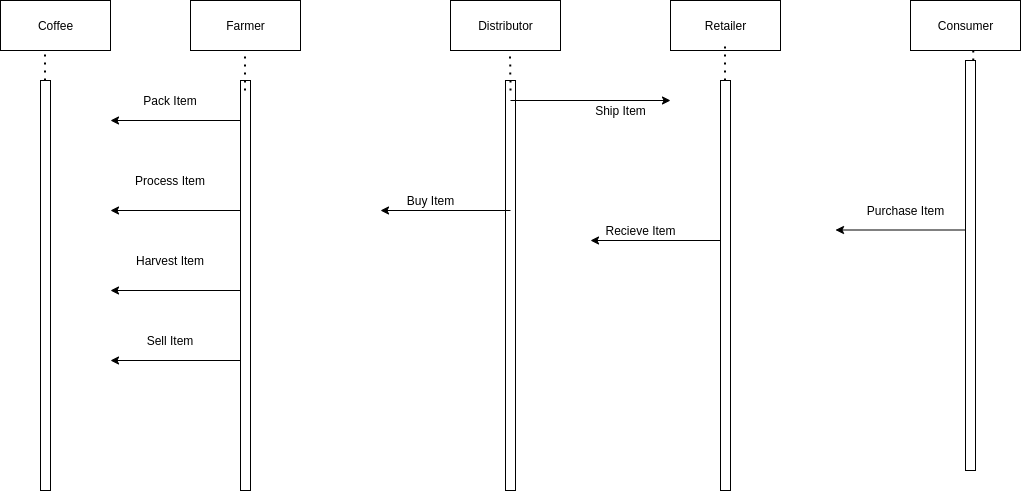 Coffee
Farmer
Distributor
Retailer
Consumer
Pack Item
Ship Item
Process Item
Buy Item
Purchase Item
Recieve Item
Harvest Item
Sell Item